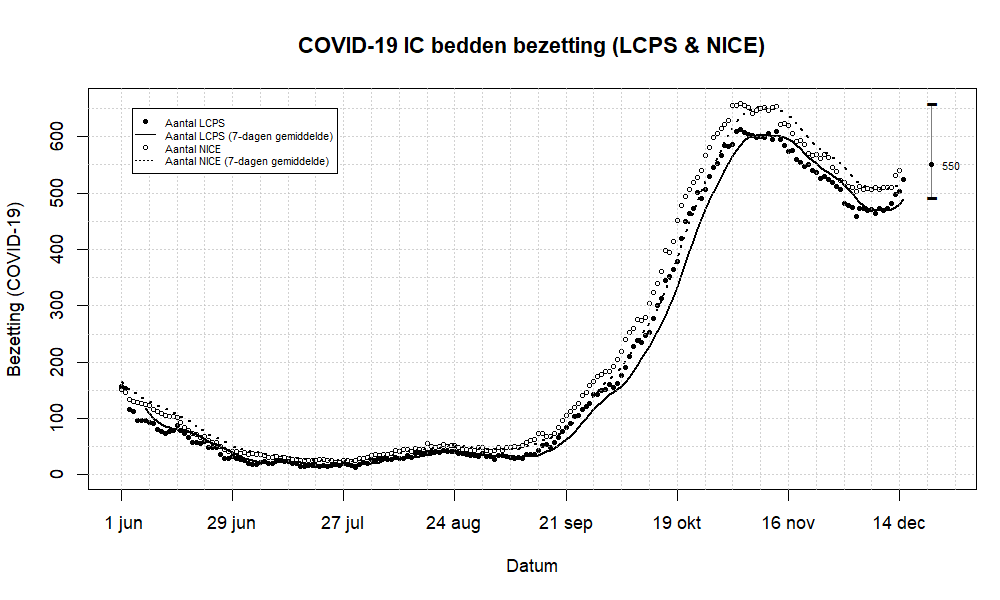 COVID-19 IC bedden bezetting (LCPS & NICE)
Aantal LCPS
Aantal LCPS (7-dagen gemiddelde)
Aantal NICE
Aantal NICE (7-dagen gemiddelde)
Bezetting (COVID-19)
600
500
400
300
200
100
0
550
1 jun 29 jun 27 jul 24 aug 21 sep 19 okt 16 nov 14 dec
Datum